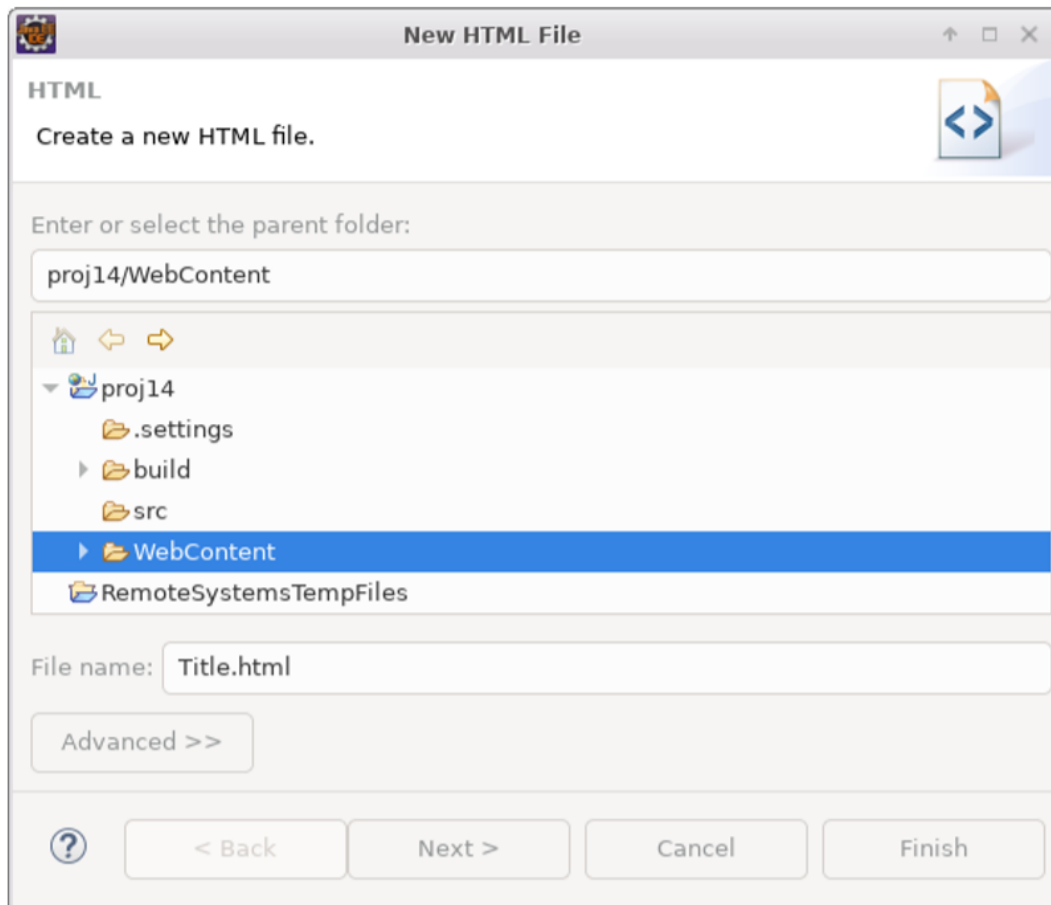 New HTML File
HTML
Create a new HTML file.
Enter or select the parent folder:
proj14/WebContent
proj14
.settings
build
src
WebContent
RemoteSystemsTempFiles
File name: Title.html
Advanced >>
? < Back Next > Cancel Finish